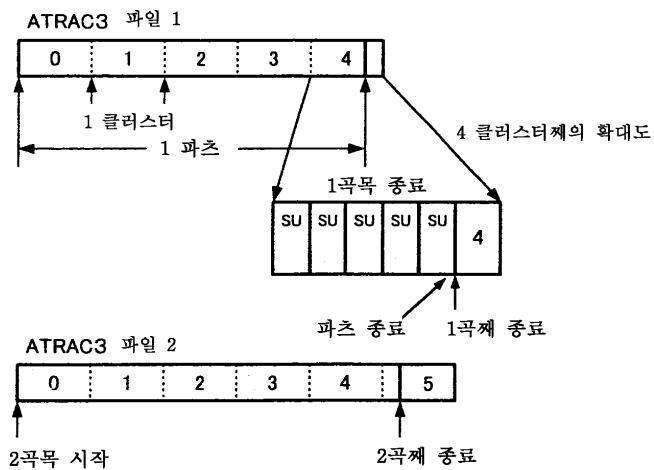 ATRAC3 파일 1
0 1 2 3 4
1 클러스터
1 파츠
4 클러스터째의 확대도
1곡목 종료
SU SU SU SU SU 4
파츠 종료 1곡째 종료
ATRAC3 파일 2
0 1 2 3 4 5
2곡목 시작 2곡째 종료